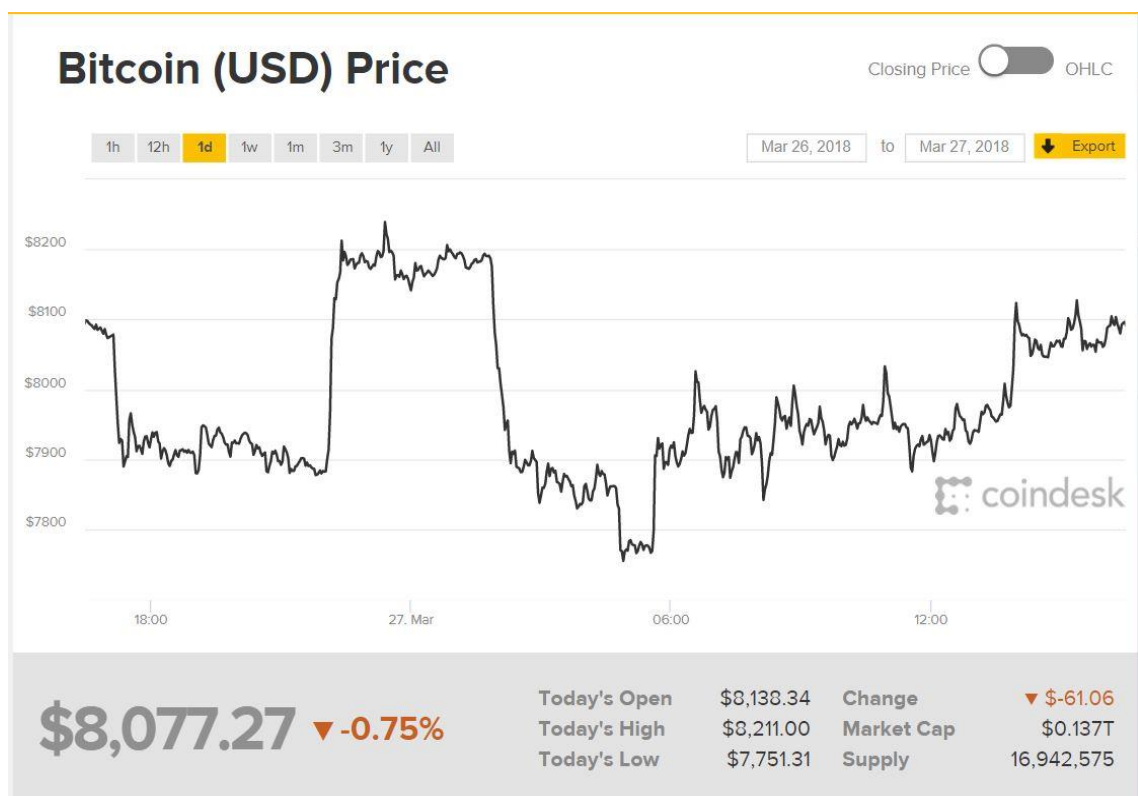 Bitcoin (USD) Price
Closing Price OHLC
1h 12h 1d 1w 1m 3m 1y All
Mar 26, 2018 to Mar 27, 2018 Export
$8200
$8100
$8000
$7900
$7800
coindesk
18:00 27. Mar 06:00 12:00
$8,077.27 ▼ -0.75%
Today's Open $8,138.34 Change ▼ $-61.06
Today's High $8,211.00 Market Cap $0.137T
Today's Low $7,751.31 Supply 16,942,575